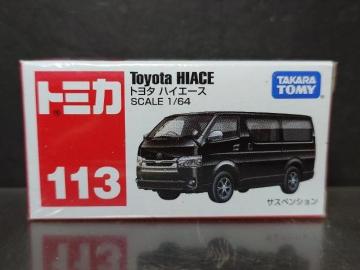 Toyota HIACE
トヨタ ハイエース
SCALE 1/64
TAKARA
TOMY
トミカ
113
サスペンション